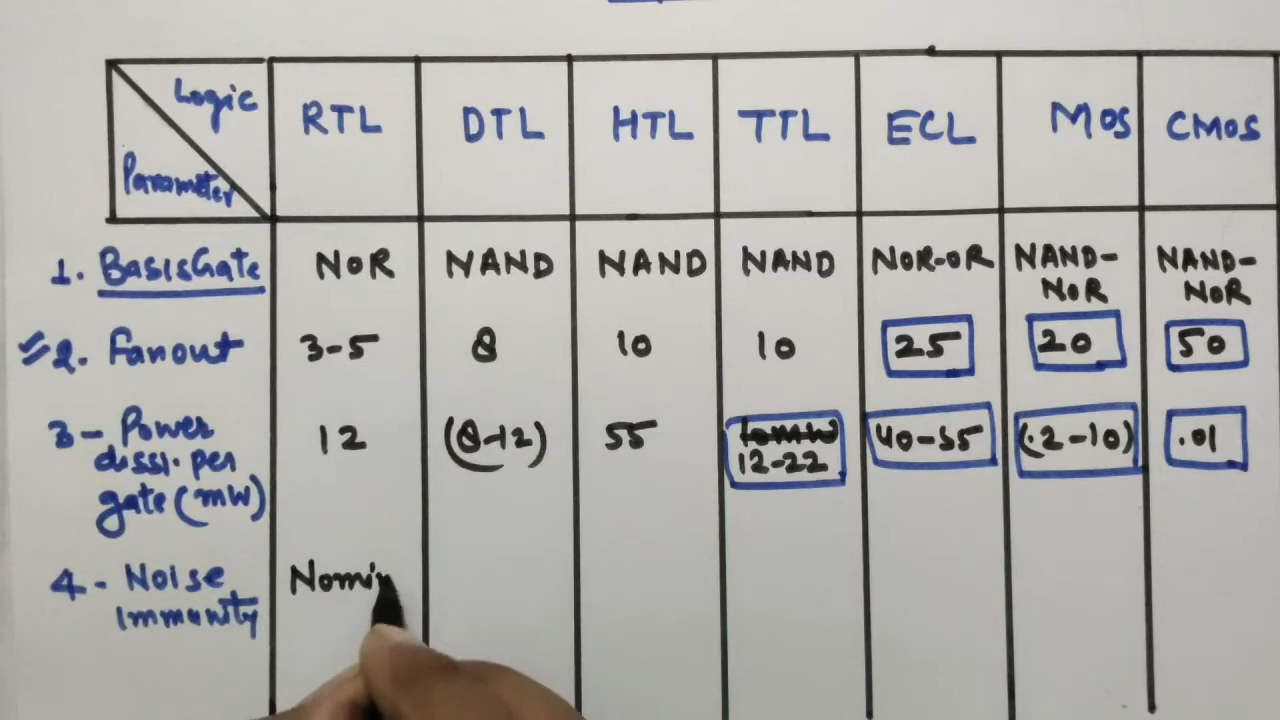 Logic
Parameter
RTL DTL HTL TTL ECL MOS CMOS
1. BasisGate NOR NAND NAND NAND NOR-OR NAND- NAND-
NOR NOR
2. Fanout 3-5 8 10 10 25 20 50
3- Power 12 (8-12) 55 10mW 40-55 (.2-10) .01
dissi. per 12-22
gate (mW)
4- Noise Nomin
immunity